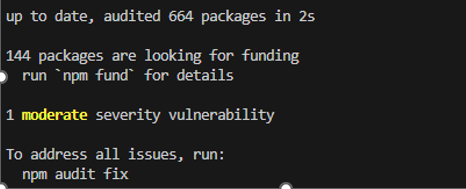 up to date, audited 664 packages in 2s
144 packages are looking for funding
run `npm fund` for details
1 moderate severity vulnerability
To address all issues, run:
npm audit fix